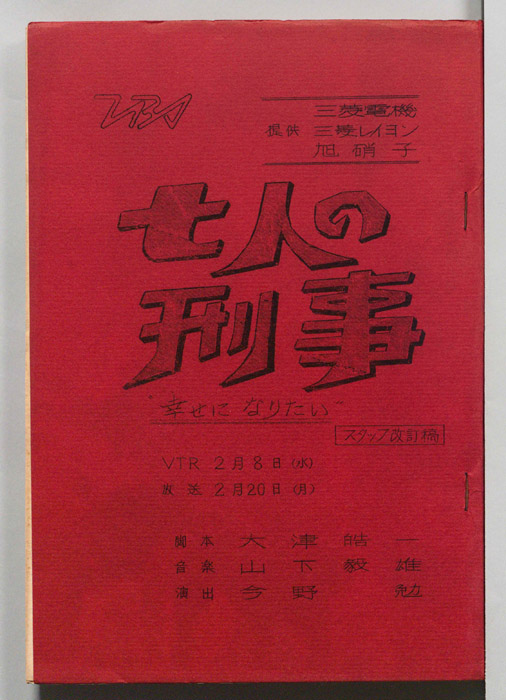 三菱電機
提供 三菱レイヨン
旭硝子
七人の
刑事
"幸せになりたい"
スタッフ改訂稿
VTR 2月8日(水)
放送 2月20日(月)
脚本 大津皓一
音楽 山下毅雄
演出 今野勉